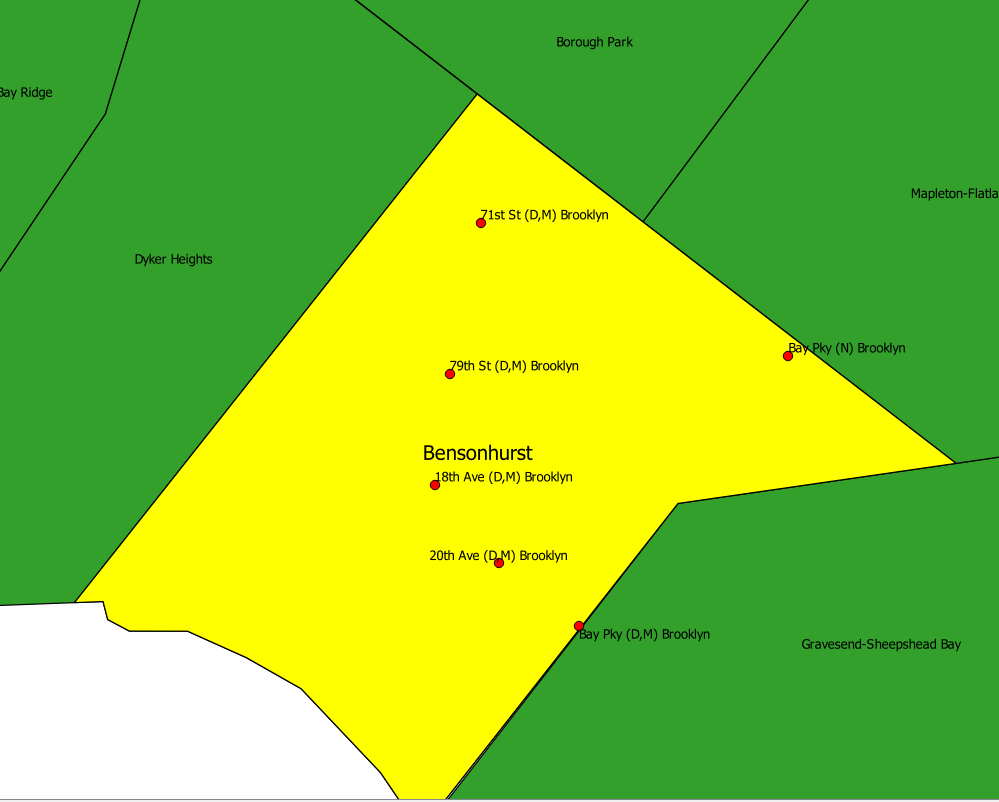 Borough Park
Bay Ridge
Mapleton-Flatla
71st St (D,M) Brooklyn
Dyker Heights
Bay Pky (N) Brooklyn
79th St (D,M) Brooklyn
Bensonhurst
18th Ave (D,M) Brooklyn
20th Ave (D,M) Brooklyn
Bay Pky (D,M) Brooklyn
Gravesend-Sheepshead Bay